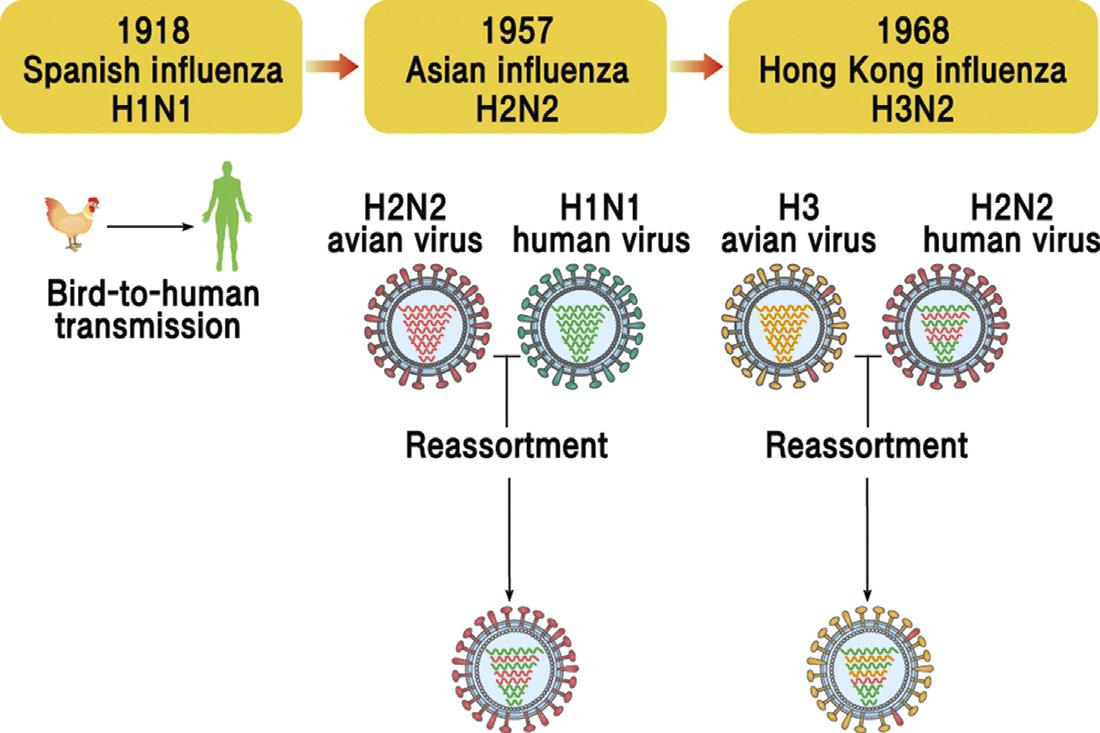 1918
Spanish influenza
H1N1
1957
Asian influenza
H2N2
1968
Hong Kong influenza
H3N2
Bird-to-human
transmission
H2N2
avian virus
H1N1
human virus
H3
avian virus
H2N2
human virus
Reassortment
Reassortment